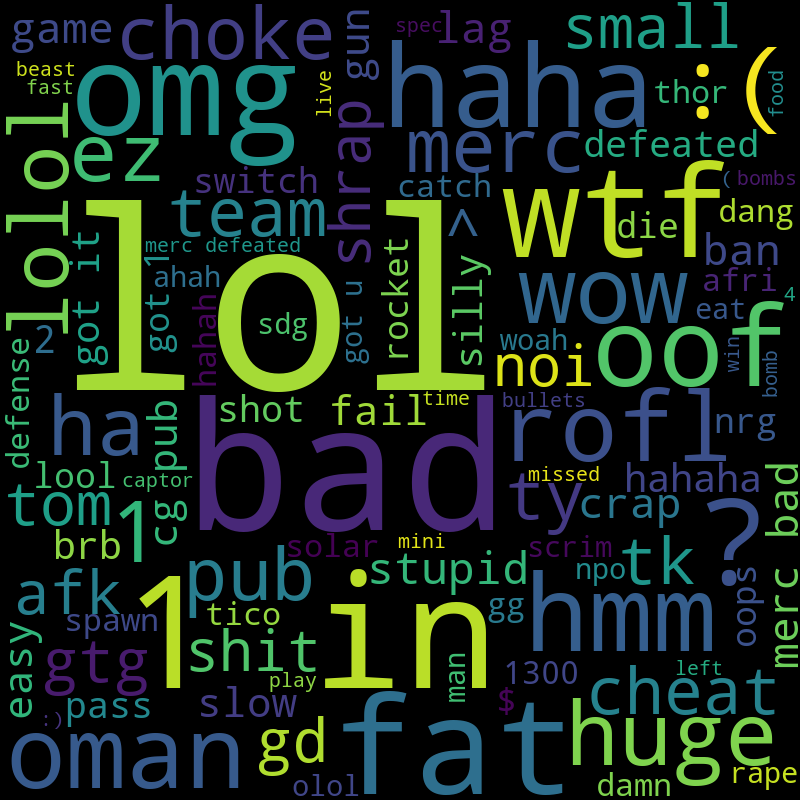 game
choke
gun
spec
lag
small
beast
fast
omg
live
haha
:(
thor
food
lolol
ez
shrap
merc
defeated
switch
catch
wtf
( bombs
team
^
die
dang
got it
merc defeated
lol
wow
ban
got 1
ahah
rocket
silly
afri
eat
4
hahah
sdg
got u
2
woah
noi
oof
win
bomb
defense
ha
cg pub
shot
fail
time
bad
bullets
rofl
nrg
lool
captor
missed
hahaha
tom
1
ty
crap
?
merc bad
brb
solar
mini
scrim
afk
pub
1
in
stupid
hmm
npo
tk
oops
spawn
tico
gg
easy
gtg
shit
man
1300
left
pass
slow
play
$
cheat
:)
oman
gd
fat
huge
olol
damn
rape